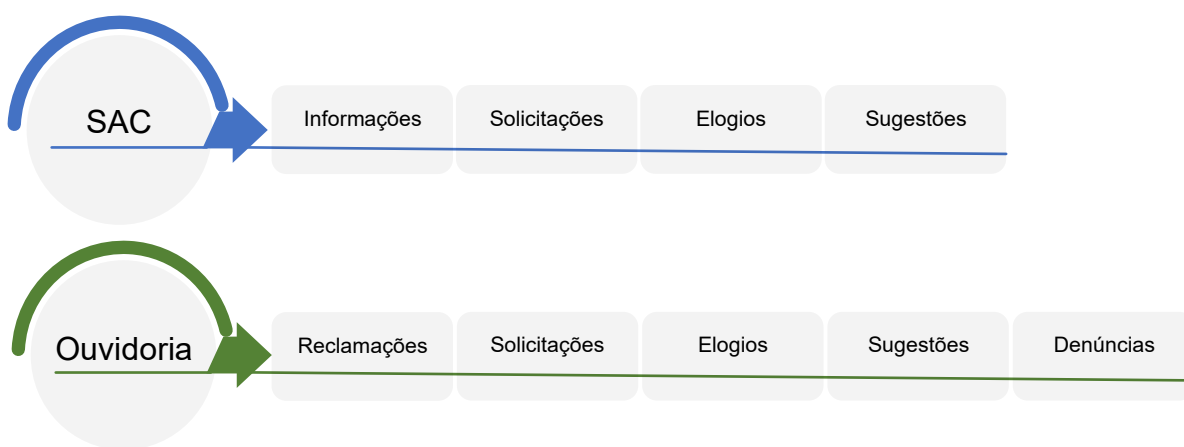 SAC
Informações
Solicitações
Elogios
Sugestões
Ouvidoria
Reclamações
Solicitações
Elogios
Sugestões
Denúncias